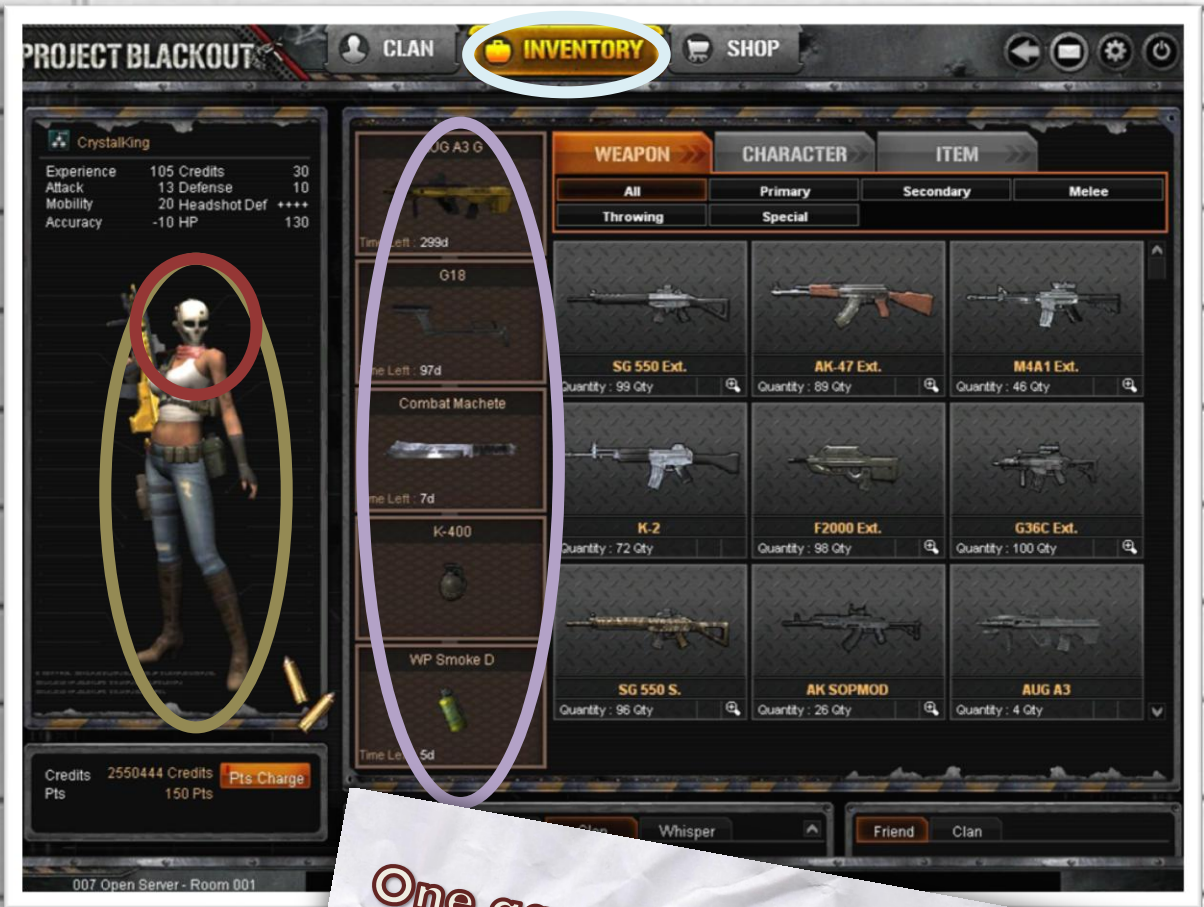 PROJECT BLACKOUT
CLAN
INVENTORY
SHOP
CrystalKing
Experience 105 Credits 30
Attack 13 Defense 10
Mobility 20 Headshot Def ++++
Accuracy -10 HP 130
Credits 2550444 Credits
Pts 150 Pts
Pts Charge
007 Open Server - Room 001
A3 G
Time Left : 299d
G18
Left : 97d
Combat Machete
Left : 7d
K-400
WP Smoke D
Time 5d
WEAPON
CHARACTER
ITEM
All Primary Secondary Melee
Throwing Special
SG 550 Ext.
Quantity : 99 Qty
AK-47 Ext.
Quantity : 89 Qty
M4A1 Ext.
Quantity : 46 Qty
K-2
Quantity : 72 Qty
F2000 Ext.
Quantity : 98 Qty
G36C Ext.
Quantity : 100 Qty
SG 550 S.
Quantity : 96 Qty
AK SOPMOD
Quantity : 26 Qty
AUG A3
Quantity : 4 Qty
Whisper
Friend Clan
One